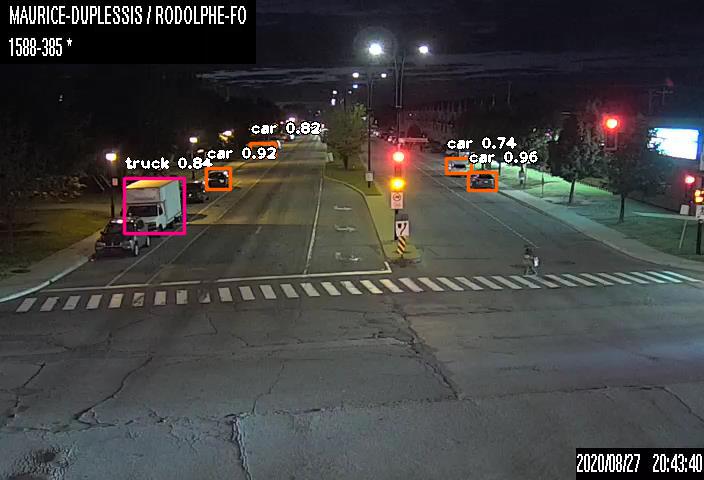 MAURICE-DUPLESSIS / RODOLPHE-FO
1588-385 *
car 0.82
truck 0.84
car 0.92
car 0.74
car 0.96
2020/08/27 20:43:40